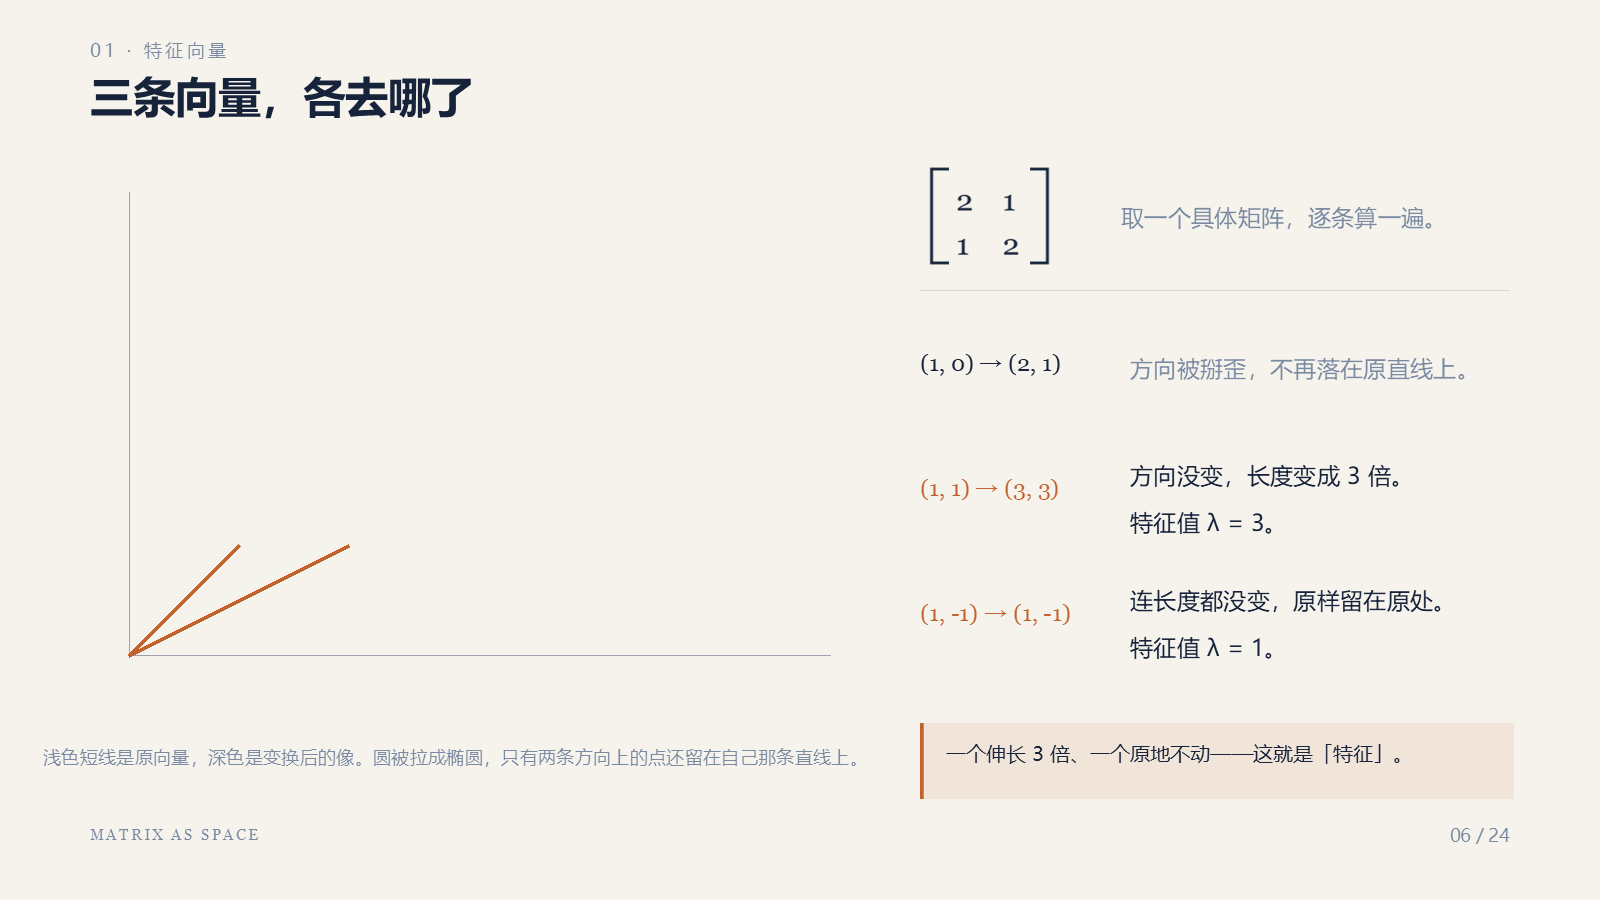 01 · 特征向量
三条向量，各去哪了
2 1
1 2
取一个具体矩阵，逐条算一遍。
(1, 0) → (2, 1)
方向被掰歪，不再落在原直线上。
(1, 1) → (3, 3)
方向没变，长度变成 3 倍。
特征值 λ = 3。
(1, -1) → (1, -1)
连长度都没变，原样留在原处。
特征值 λ = 1。
浅色短线是原向量，深色是变换后的像。圆被拉成椭圆，只有两条方向上的点还留在自己那条直线上。
一个伸长 3 倍、一个原地不动——这就是「特征」。
MATRIX AS SPACE
06 / 24